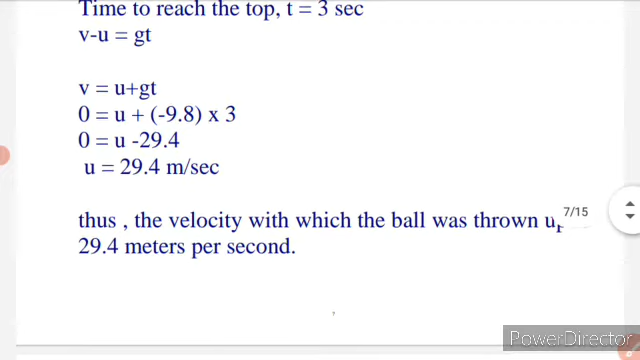 Time to reach the top, t = 3 sec
v-u = gt
v = u+gt
0 = u + (-9.8) x 3
0 = u -29.4
u = 29.4 m/sec
thus , the velocity with which the ball was thrown
29.4 meters per second.
7/15
PowerDirector